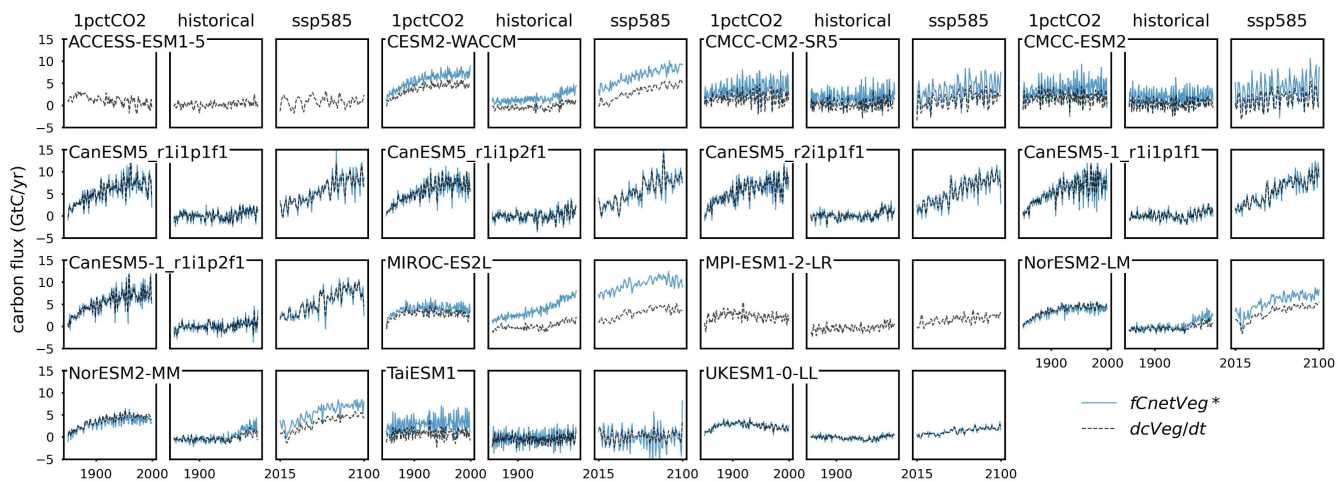 1pctCO2 historical ssp585 1pctCO2 historical ssp585 1pctCO2 historical ssp585 1pctCO2 historical ssp585
15 ACCESS-ESM1-5 CESM2-WACCM CMCC-CM2-SR5 CMCC-ESM2
10
5
0
−5
15 CanESM5_r1i1p1f1 CanESM5_r1i1p2f1 CanESM5_r2i1p1f1 CanESM5-1_r1i1p1f1
10
5
0
−5
carbon flux (GtC/yr)
15 CanESM5-1_r1i1p2f1 MIROC-ES2L MPI-ESM1-2-LR NorESM2-LM
10
5
0
−5
1900 2000 1900 2015 2100
15 NorESM2-MM TaiESM1 UKESM1-0-LL
10
5
0
−5
1900 2000 1900 2015 2100 1900 2000 1900 2015 2100 1900 2000 1900 2015 2100
fCnetVeg *
dcVeg/dt